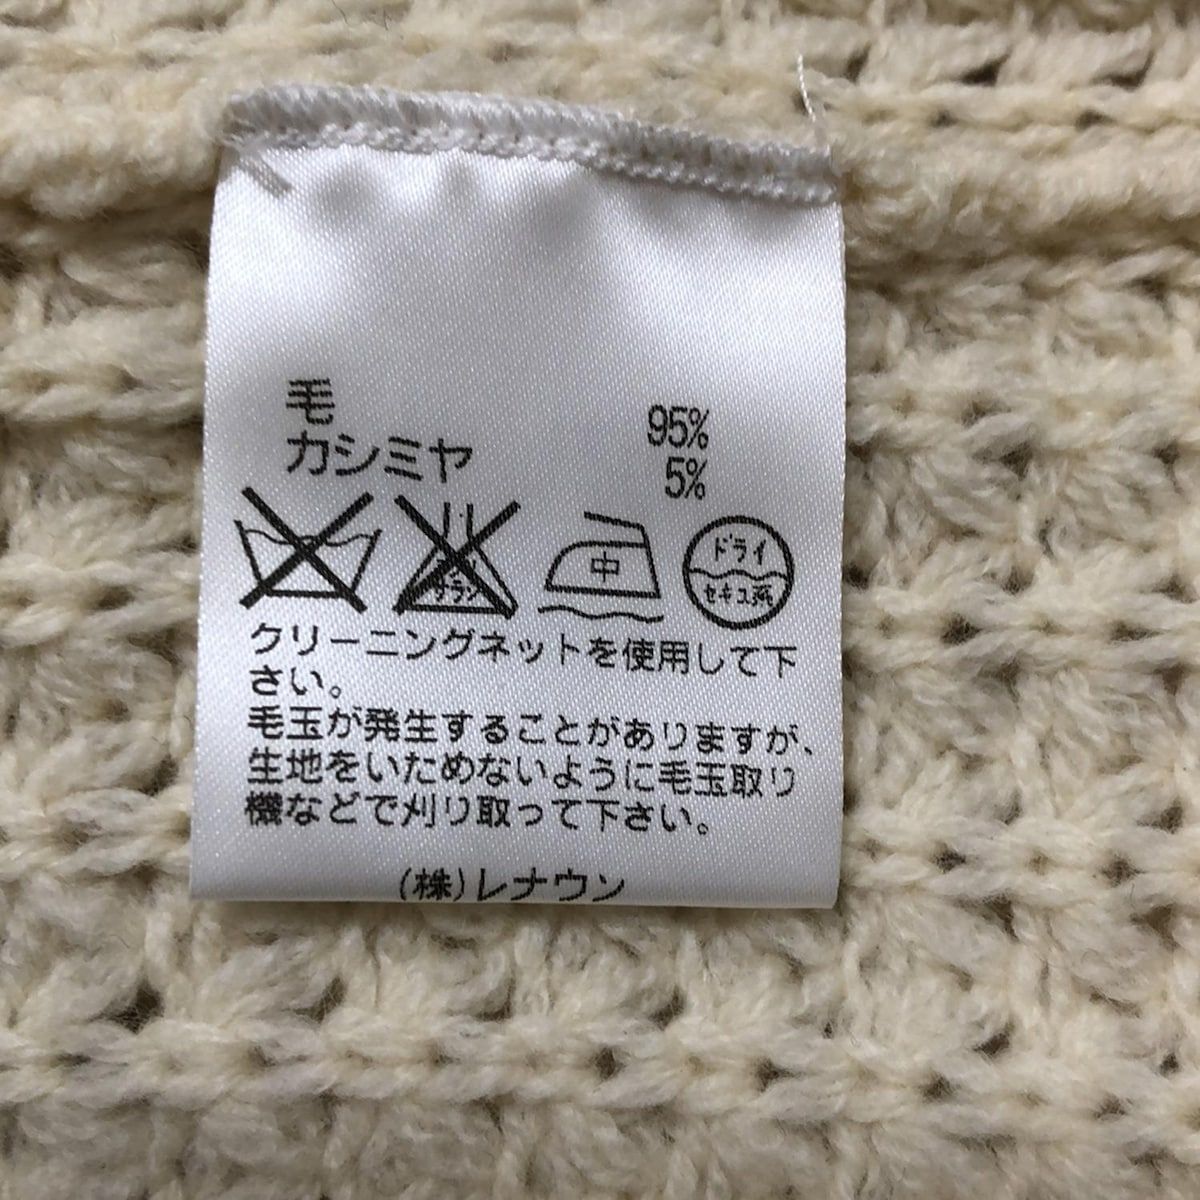 毛 95%
カシミヤ 5%
サラシ 中 ドライ
セキユ系
クリーニングネットを使用して下
さい。
毛玉が発生することがありますが、
生地をいためないように毛玉取り
機などで刈り取って下さい。
(株)レナウン